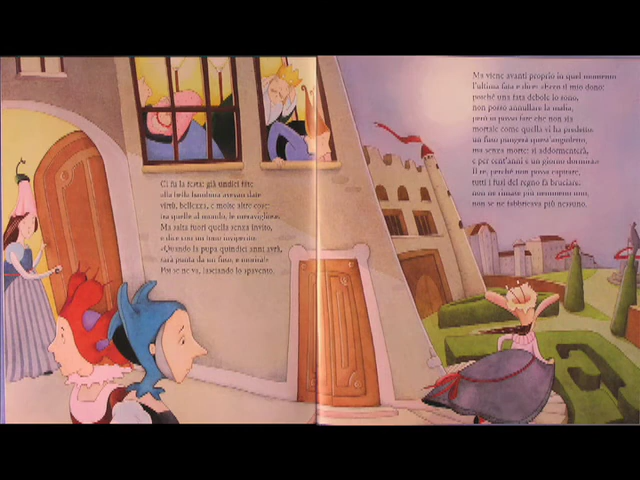 Ci fu la festa: già undici fate
alla bella bambina avevan date
virtù, bellezza, e molte altre cose:
tra quelle al mondo, le meravigliose.
Ma salta fuori quella senza invito,
e dice con un tono
«Quando la pupa quindici anni avrà,
sarà punta da un fuso, e morirà!»
Poi se ne va, lasciando lo spavento.
Ma viene avanti proprio in quel momento
l'ultima fata e dice: «Ecco il mio dono:
poiché una fata debole io sono,
non posso annullare la malia,
però io posso fare che non sia
mortale come quella vi ha predetto:
un fuso pungerà
ma senza morte: si addormenterà,
e per cent'anni e un giorno dormirà»
Il re, perché non possa capitare,
tutti i fusi del regno fa bruciare:
non ne rimane più nemmeno uno,
non se ne fabbricava più nessuno.